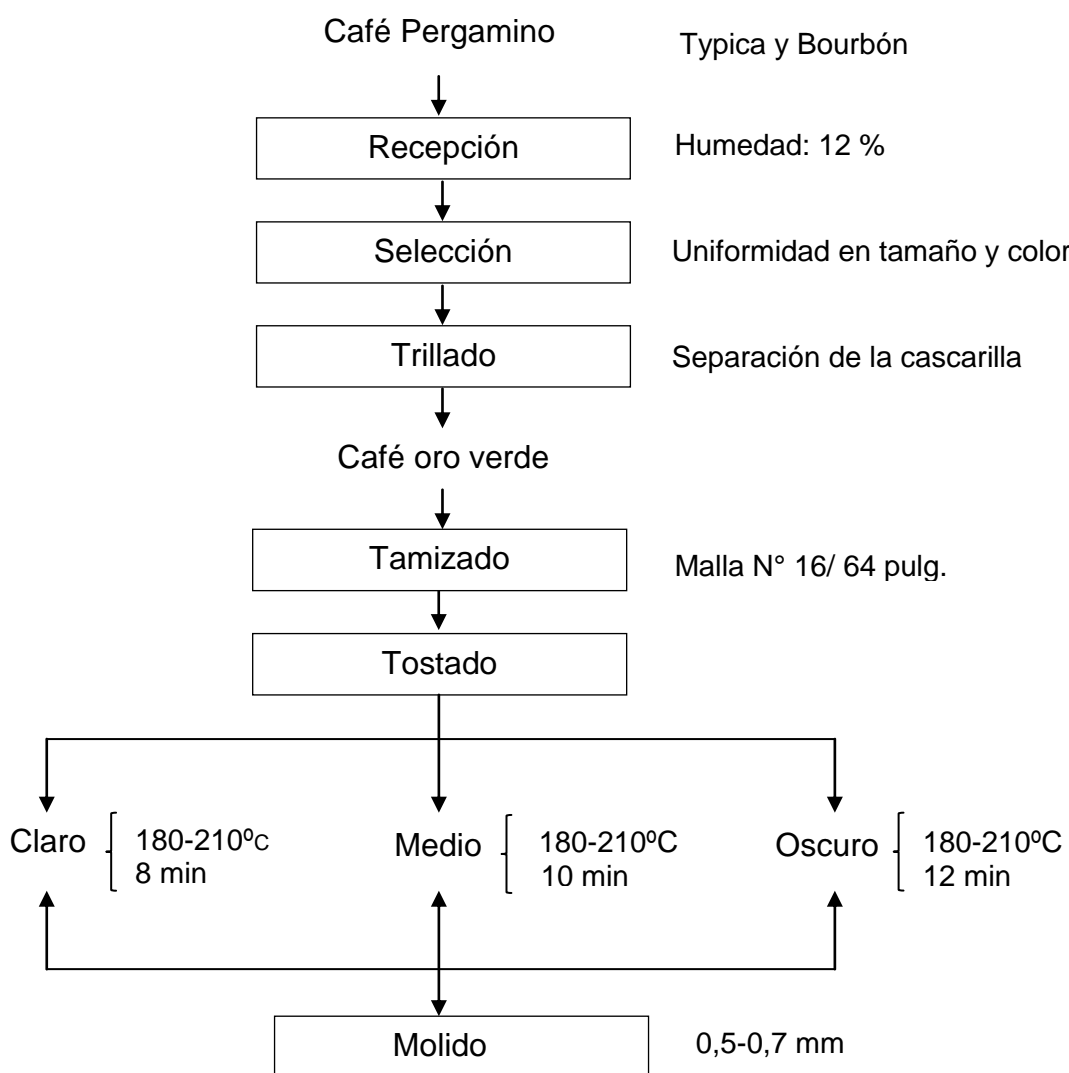 Café Pergamino
Typica y Bourbón
Recepción
Humedad: 12 %
Selección
Uniformidad en tamaño y color
Trillado
Separación de la cascarilla
Café oro verde
Tamizado
Malla N° 16/ 64 pulg.
Tostado
Claro
180-210ºc
8 min
Medio
180-210ºC
10 min
Oscuro
180-210ºC
12 min
Molido
0,5-0,7 mm